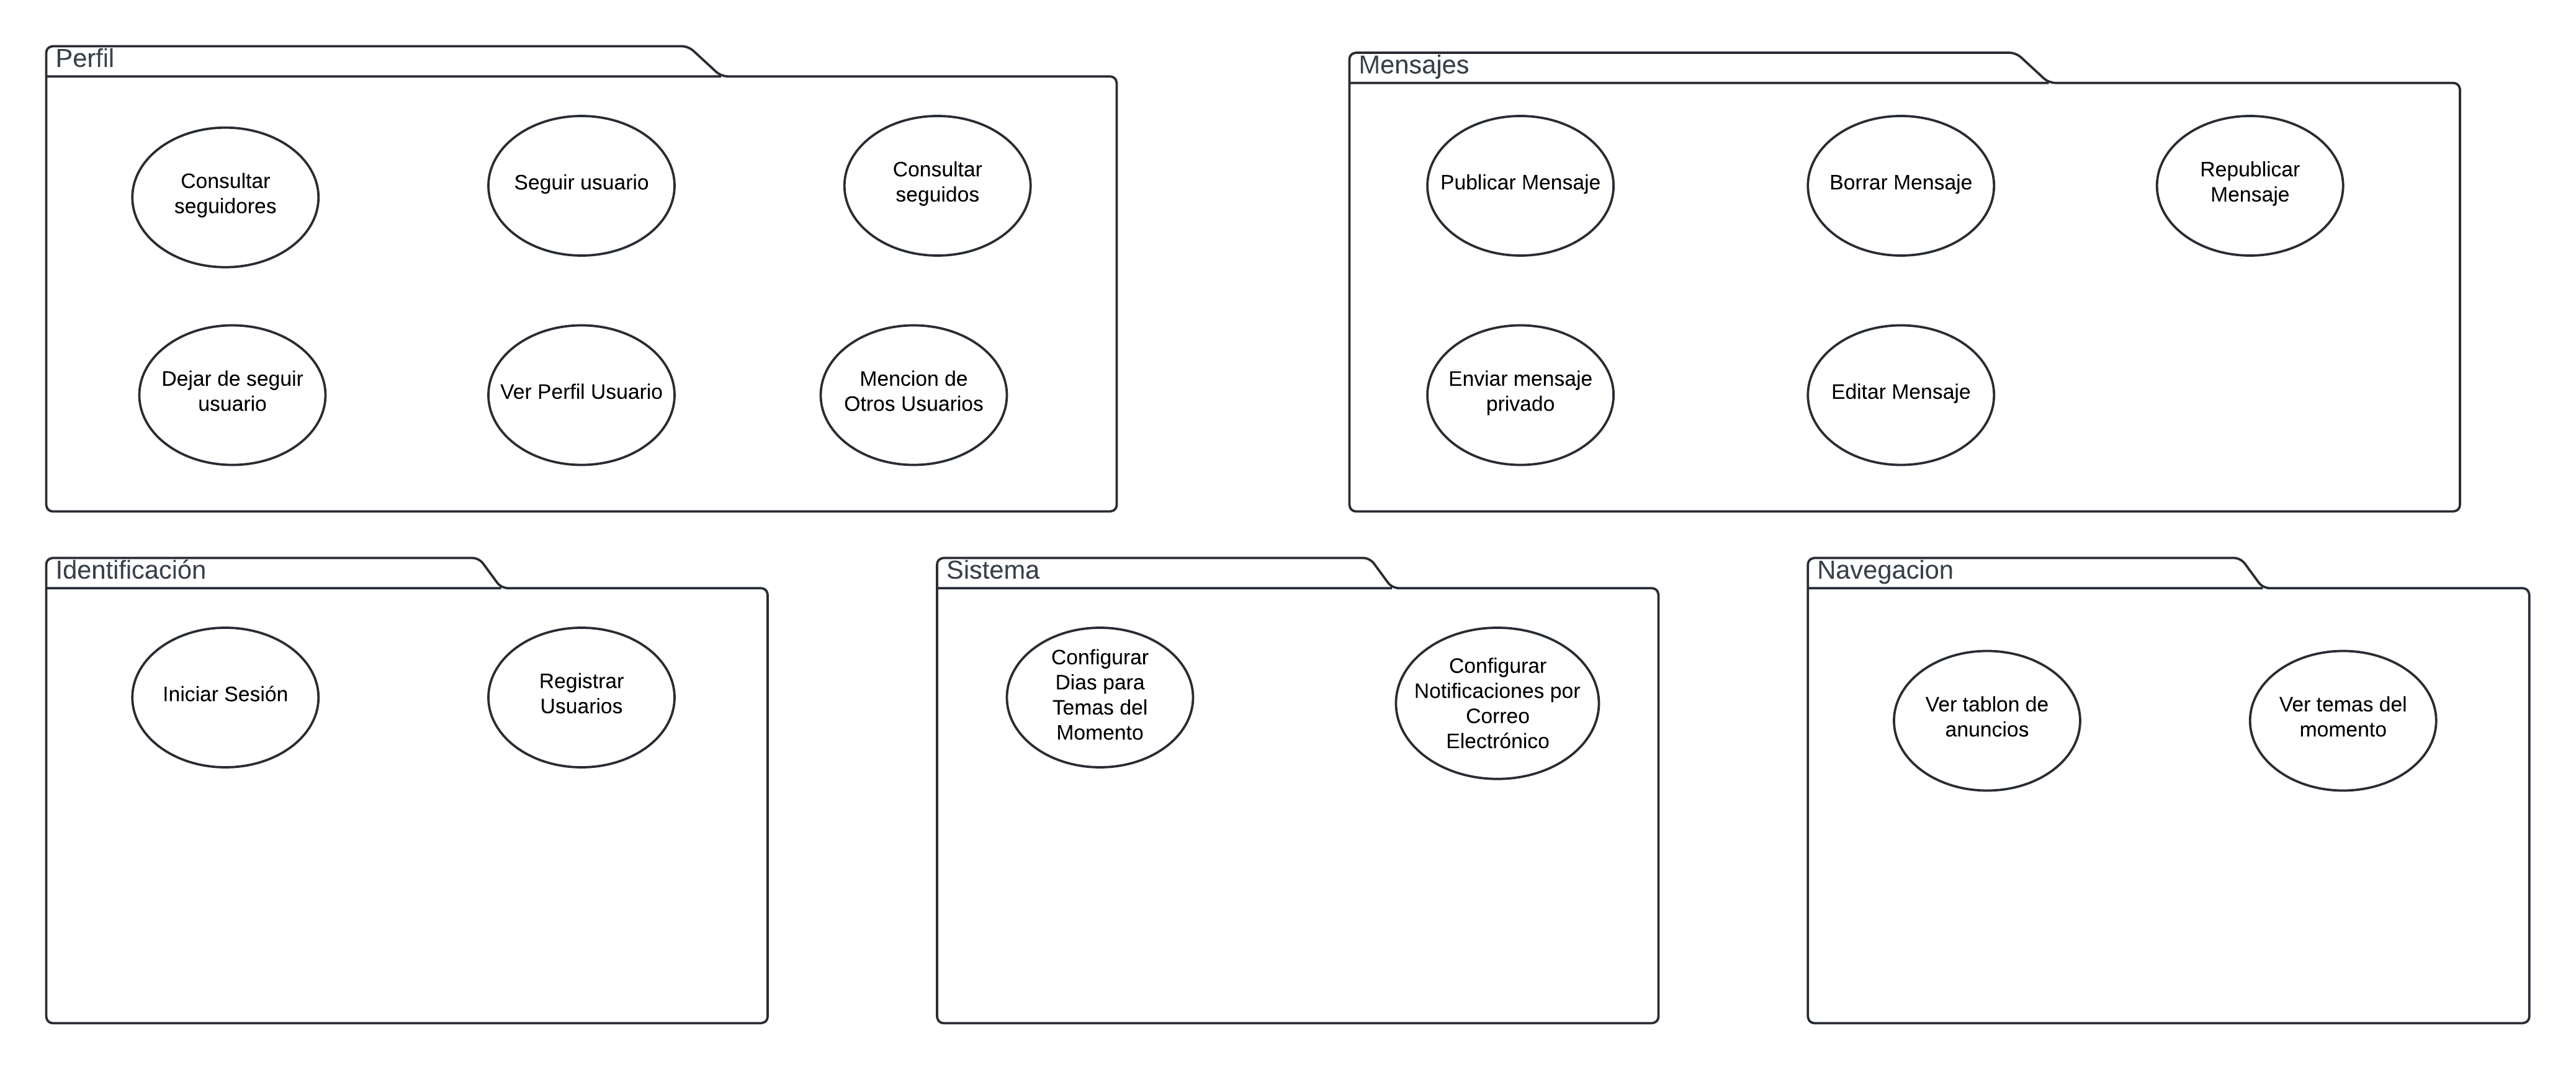 Perfil
Consultar
seguidores
Seguir usuario
Consultar
seguidos
Dejar de seguir
usuario
Ver Perfil Usuario
Mencion de
Otros Usuarios
Mensajes
Publicar Mensaje
Borrar Mensaje
Republicar
Mensaje
Enviar mensaje
privado
Editar Mensaje
Identificación
Iniciar Sesión
Registrar
Usuarios
Sistema
Configurar
Dias para
Temas del
Momento
Configurar
Notificaciones por
Correo
Electrónico
Navegacion
Ver tablon de
anuncios
Ver temas del
momento